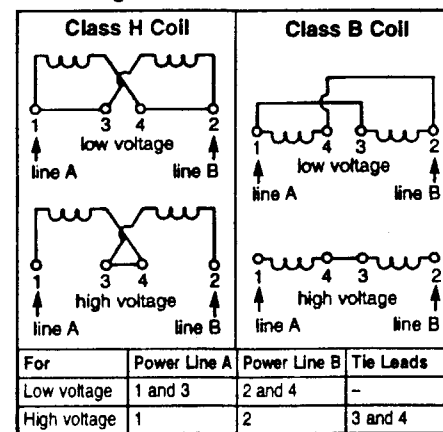 Class H Coil
1 3 4 2
low voltage
line A line B
1 3 4 2
high voltage
line A line B
Class B Coil
1 4 3 2
low voltage
line A line B
1 4 3 2
high voltage
line A line B
For Power Line A Power Line B Tie Leads
Low voltage 1 and 3 2 and 4 –
High voltage 1 2 3 and 4